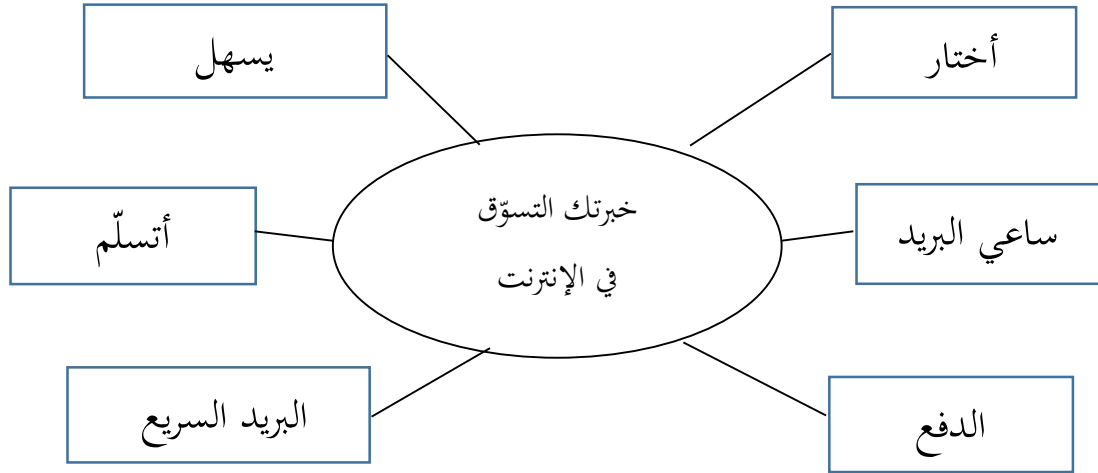 أختار
يسهل
خبرتك التسوّق
في الإنترنت
ساعي البريد
أتسلّم
الدفع
البريد السريع